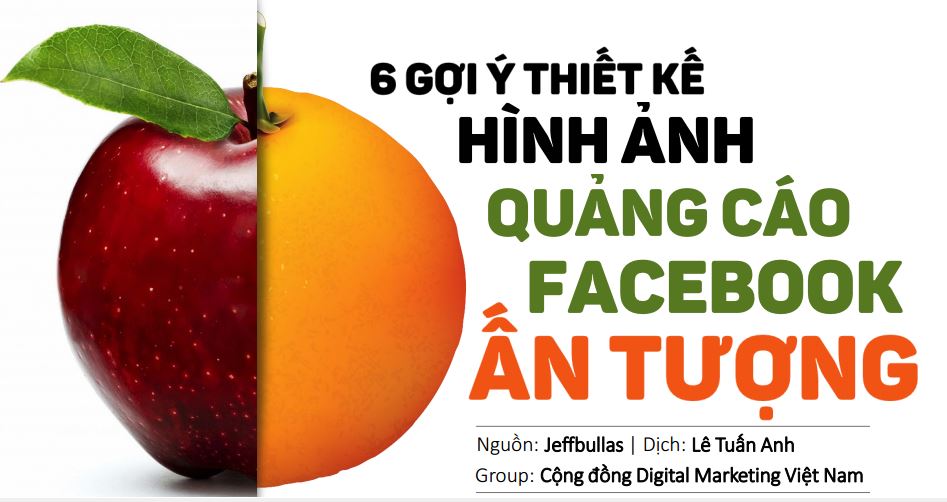 6 GỢI Ý THIẾT KẾ
HÌNH ẢNH
QUẢNG CÁO
FACEBOOK
ẤN TƯỢNG
Nguồn: Jeffbullas | Dịch: Lê Tuấn Anh
Group: Cộng đồng Digital Marketing Việt Nam